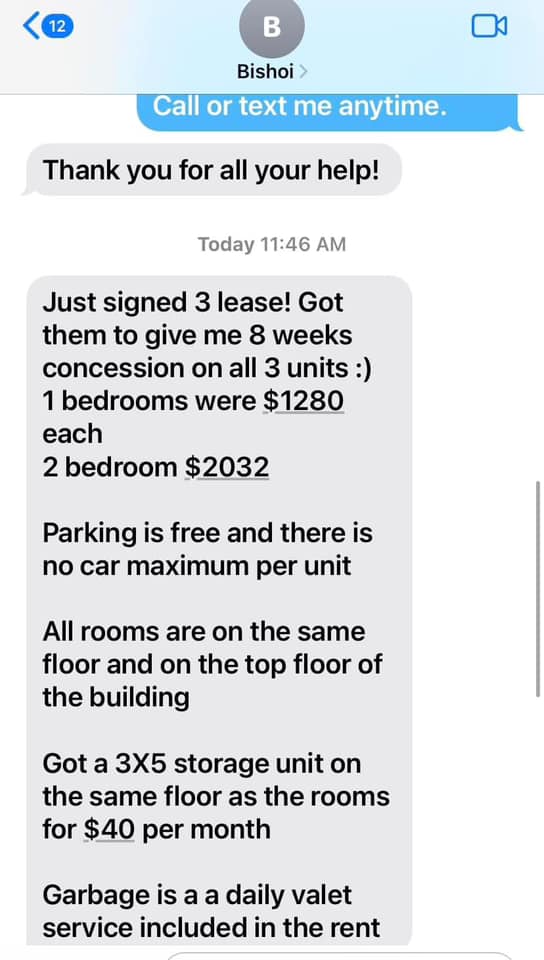 12
B
Bishoi
Call or text me anytime.
Thank you for all your help!
Today 11:46 AM
Just signed 3 lease! Got
them to give me 8 weeks
concession on all 3 units :)
1 bedrooms were $1280
each
2 bedroom $2032
Parking is free and there is
no car maximum per unit
All rooms are on the same
floor and on the top floor of
the building
Got a 3X5 storage unit on
the same floor as the rooms
for $40 per month
Garbage is a a daily valet
service included in the rent